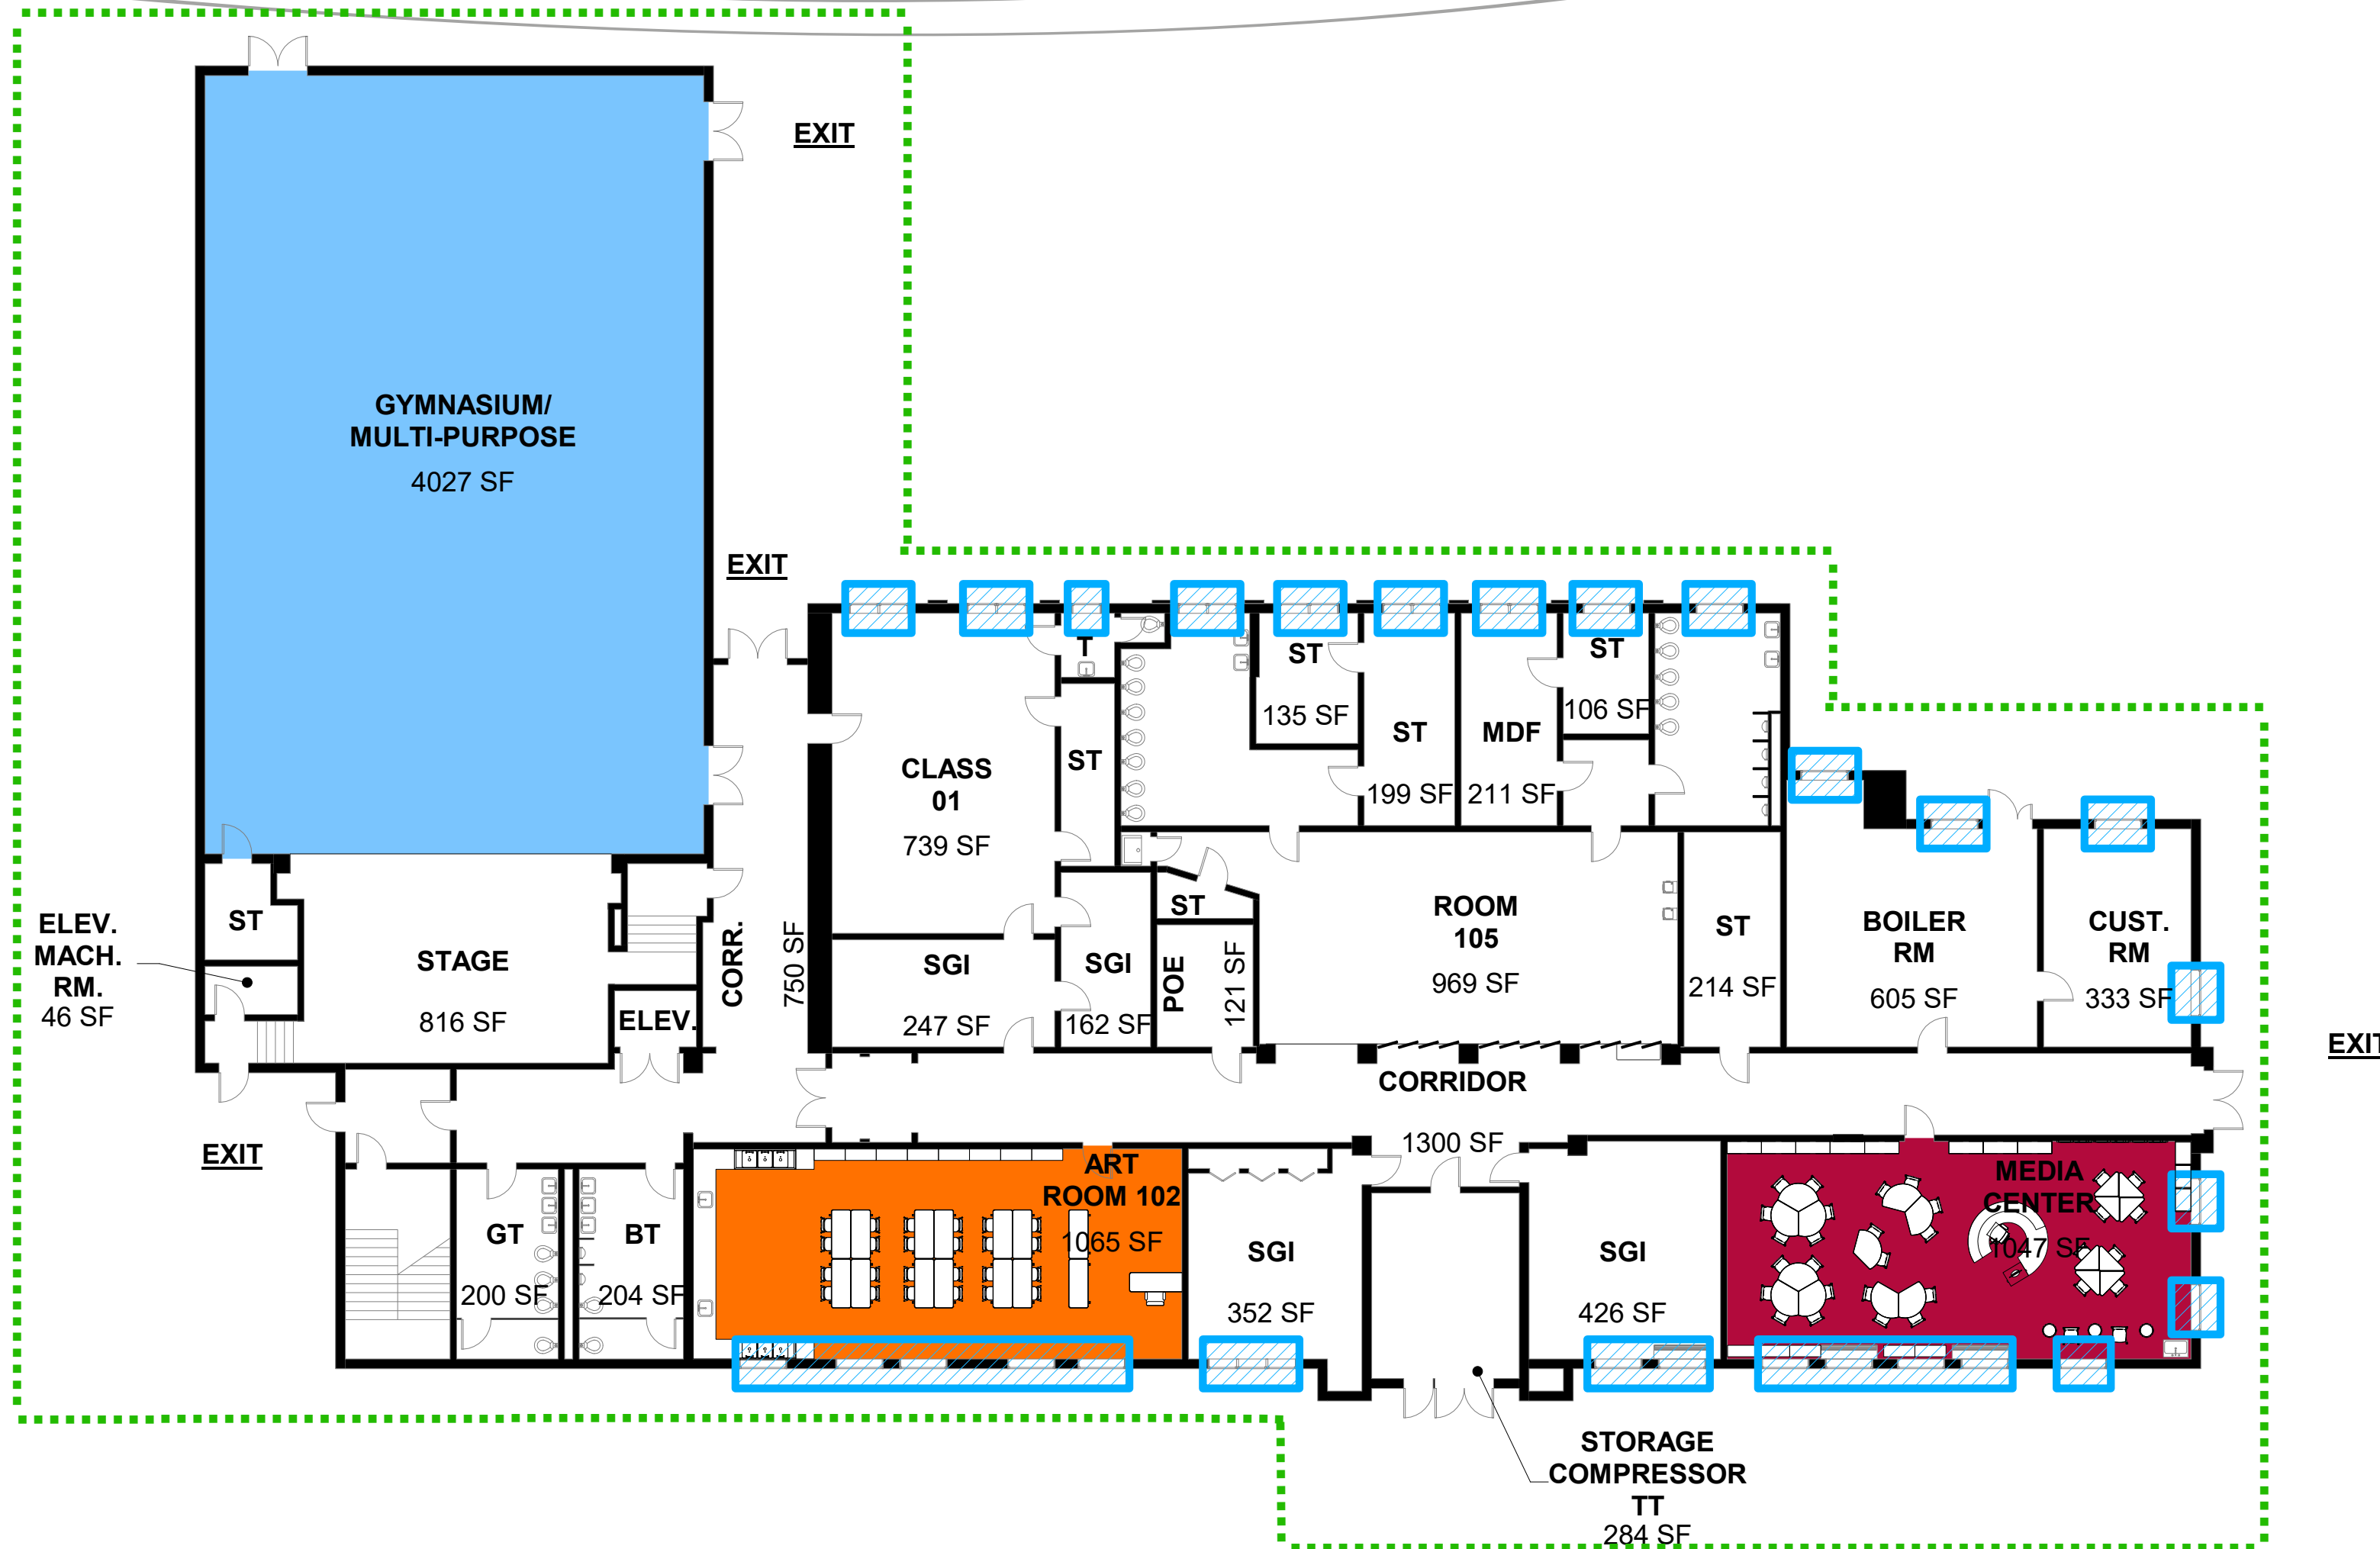 EXIT
GYMNASIUM/
MULTI-PURPOSE
4027 SF
EXIT
T
ST
135 SF
ST
199 SF
MDF
211 SF
ST
106 SF
CLASS
01
739 SF
ST
ST
ELEV.
MACH.
RM.
46 SF
STAGE
816 SF
ELEV.
CORR.
750 SF
SGI
247 SF
SGI
162 SF
ST
POE
121 SF
ROOM
105
969 SF
ST
214 SF
BOILER
RM
605 SF
CUST.
RM
333 SF
EXIT
CORRIDOR
1300 SF
EXIT
GT
200 SF
BT
204 SF
ART
ROOM 102
1065 SF
SGI
352 SF
SGI
426 SF
MEDIA
CENTER
1047 SF
STORAGE
COMPRESSOR
TT
284 SF